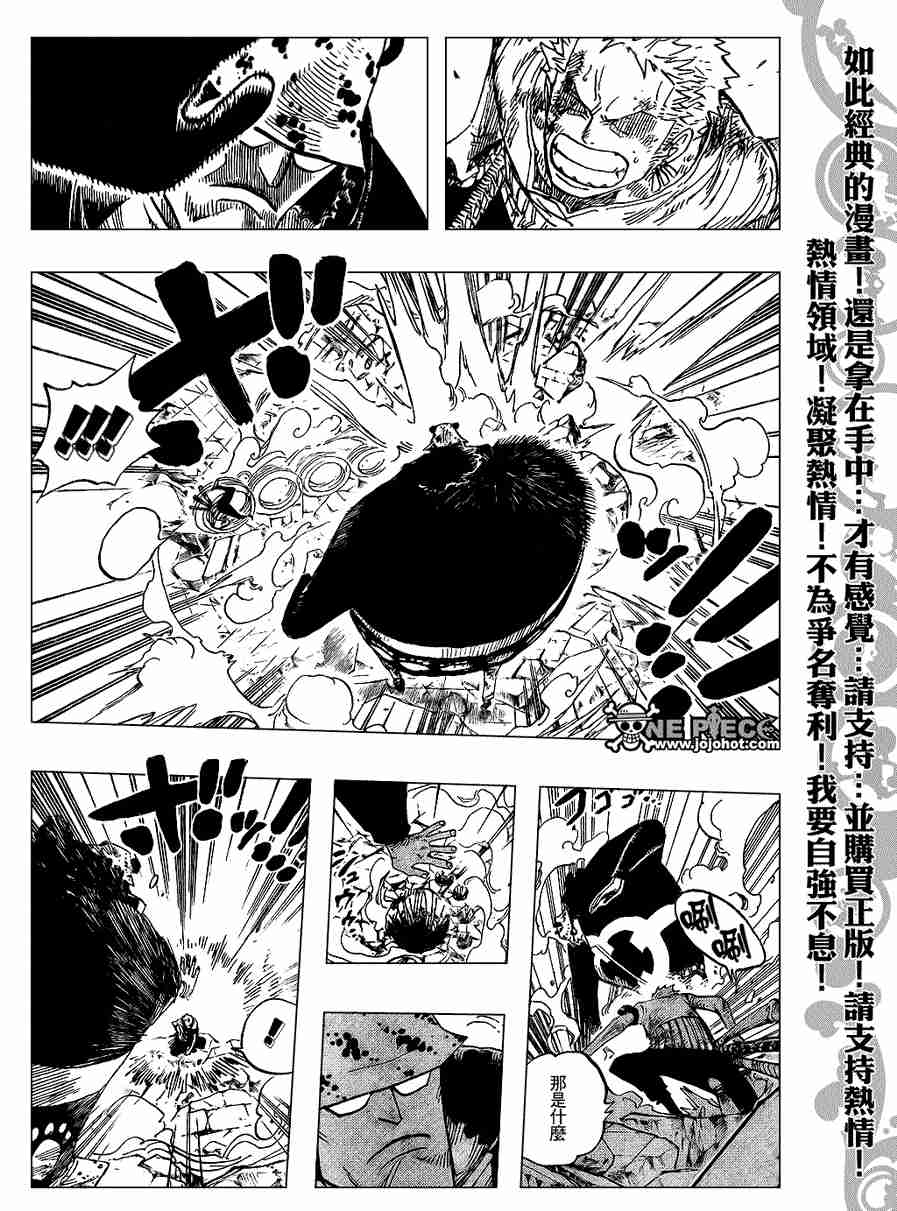 如此經典的漫畫！還是拿在手中…才有感覺…請支持…並購買正版！請支持熱情！
熱情領域！凝聚熱情！不為爭名奪利！我要自強不息！
!!!!
ONE PIECE
www.jojohot.com
ゴゴゴ
那是什麼
!